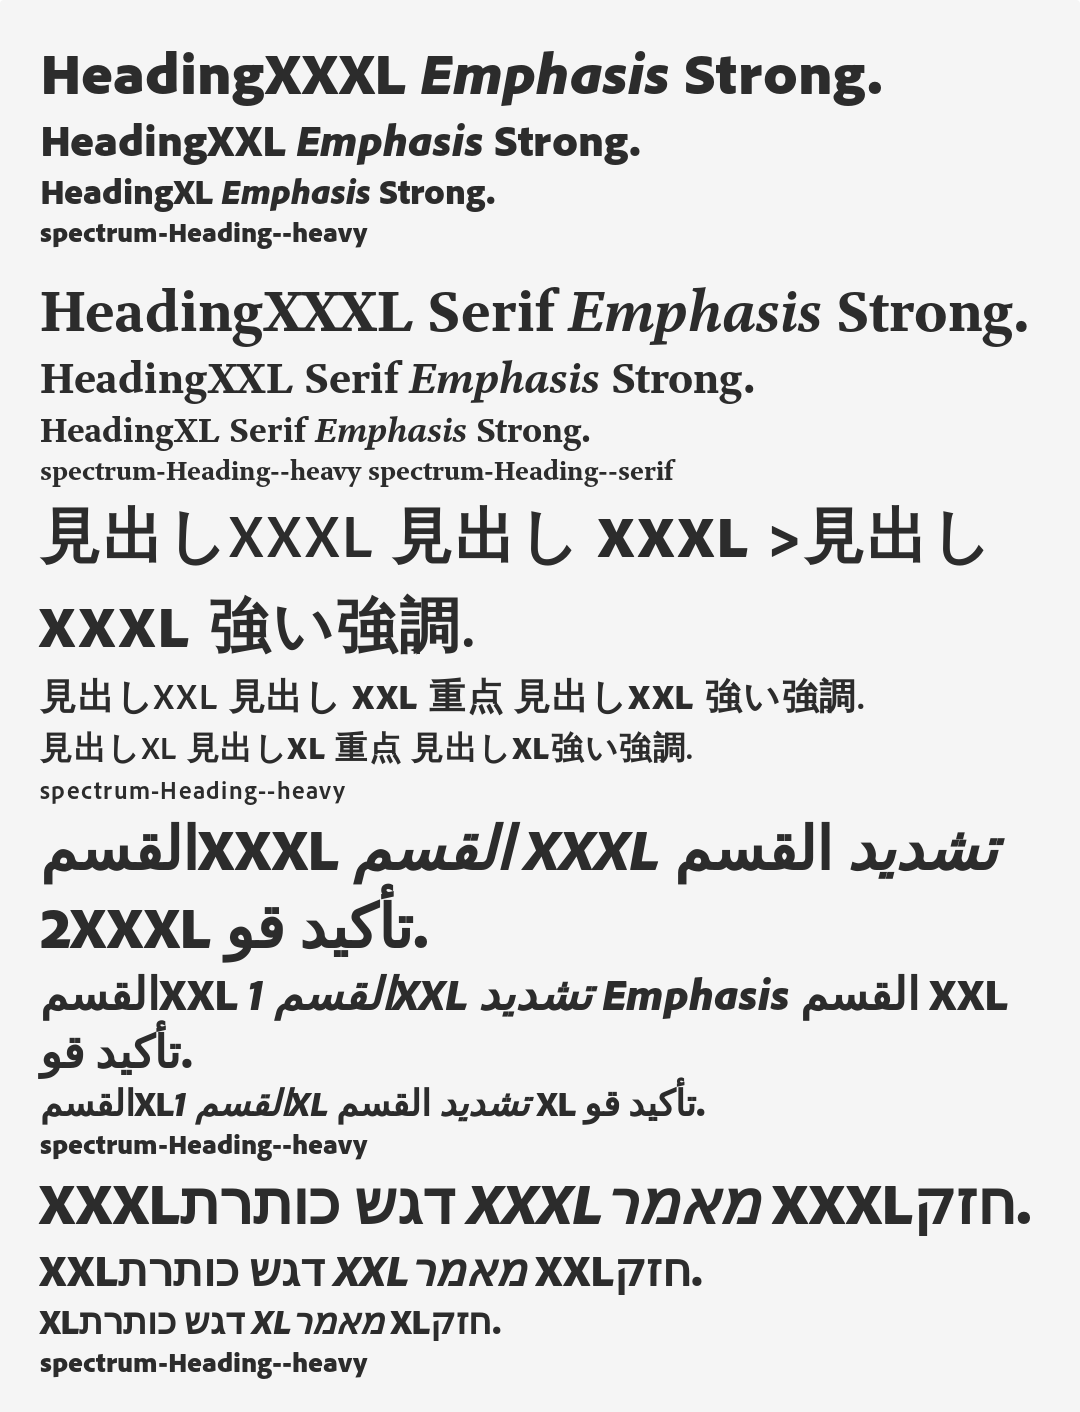 HeadingXXXL Emphasis Strong.
HeadingXXL Emphasis Strong.
HeadingXL Emphasis Strong.
spectrum-Heading--heavy
HeadingXXXL Serif Emphasis Strong.
HeadingXXL Serif Emphasis Strong.
HeadingXL Serif Emphasis Strong.
spectrum-Heading--heavy spectrum-Heading--serif
見出しXXXL 見出し XXXL >見出し
XXXL 強い強調.
見出しXXL 見出し XXL 重点 見出しXXL 強い強調.
見出しXL 見出しXL 重点 見出しXL強い強調.
spectrum-Heading--heavy
القسمXXXL القسم XXXL القسم تشديد
2XXXL تأكيد قو.
القسمXXL 1 القسمXXL تشديد Emphasis القسم XXL
تأكيد قو.
القسمXL1 القسمXL القسم تشديد XL تأكيد قو.
spectrum-Heading--heavy
XXXLכותרת דגש XXXLמאמר XXXLחזק.
XXLכותרת דגש XXLמאמר XXLחזק.
XLכותרת דגש XLמאמר XLחזק.
spectrum-Heading--heavy